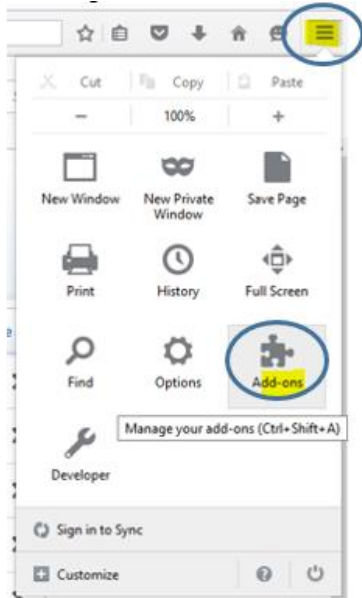 Cut Copy Paste
100%
New Window New Private Window Save Page
Print History Full Screen
Find Options Add-ons
Manage your add-ons (Ctrl+Shift+A)
Developer
Sign in to Sync
Customize